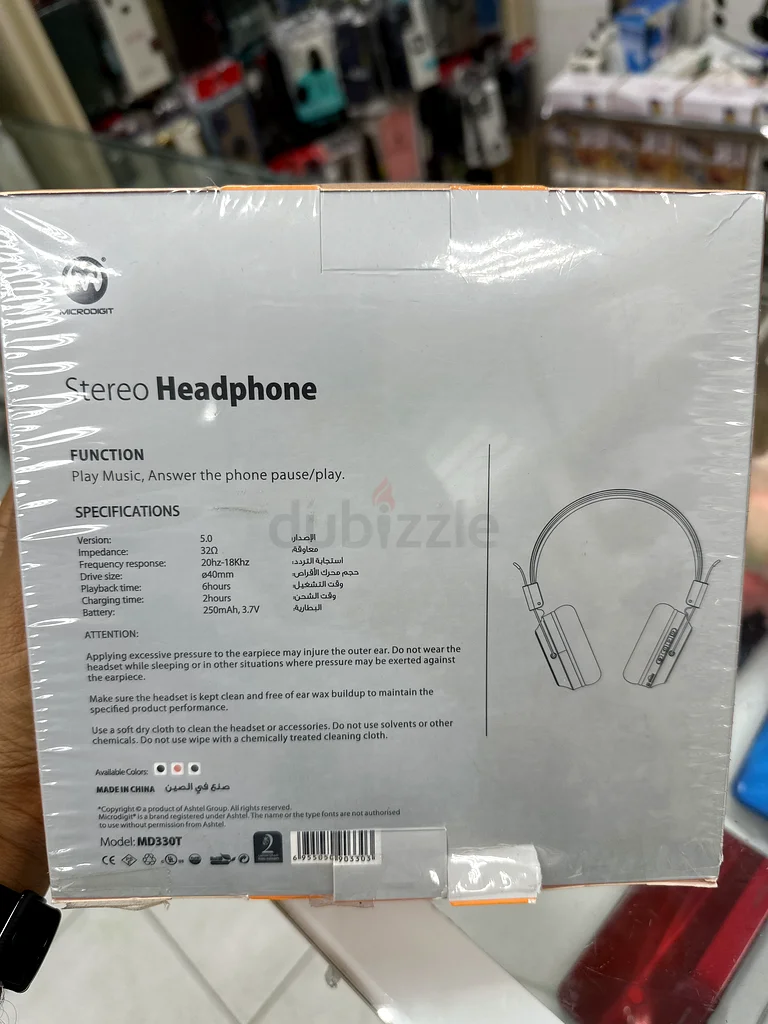 MICRODIGIT
Stereo Headphone
FUNCTION
Play Music, Answer the phone pause/play.
SPECIFICATIONS
Version: 5.0 الإصدار:
Impedance: 32Ω معاوقة:
Frequency response: 20hz-18Khz استجابة التردد:
Drive size: ø40mm حجم محرك الأقراص:
Playback time: 6hours وقت التشغيل:
Charging time: 2hours وقت الشحن:
Battery: 250mAh, 3.7V البطارية:
ATTENTION:
Applying excessive pressure to the earpiece may injure the outer ear. Do not wear the
headset while sleeping or in other situations where pressure may be exerted against
the earpiece.
Make sure the headset is kept clean and free of ear wax buildup to maintain the
specified product performance.
Use a soft dry cloth to clean the headset or accessories. Do not use solvents or other
chemicals. Do not use wipe with a chemically treated cleaning cloth.
Available Colors:
MADE IN CHINA صنع في الصين
*Copyright © a product of Ashtel Group. All rights reserved.
Microdigit® is a brand registered under Ashtel. The name or the type fonts are not authorised
to use without permission from Ashtel.
Model: MD330T
CE 2
dubizzle